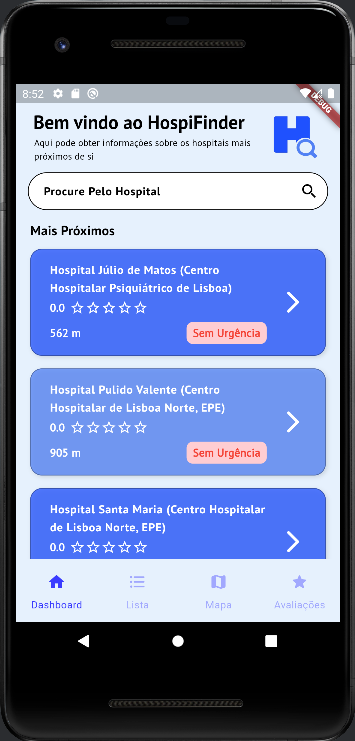 8:52
DEBUG
Bem vindo ao HospiFinder
Aqui pode obter informações sobre os hospitais mais
próximos de si
Procure Pelo Hospital
Mais Próximos
Hospital Júlio de Matos (Centro
Hospitalar Psiquiátrico de Lisboa)
0.0
562 m
Sem Urgência
Hospital Pulido Valente (Centro
Hospitalar de Lisboa Norte, EPE)
0.0
905 m
Sem Urgência
Hospital Santa Maria (Centro Hospitalar
de Lisboa Norte, EPE)
0.0
Dashboard
Lista
Mapa
Avaliações